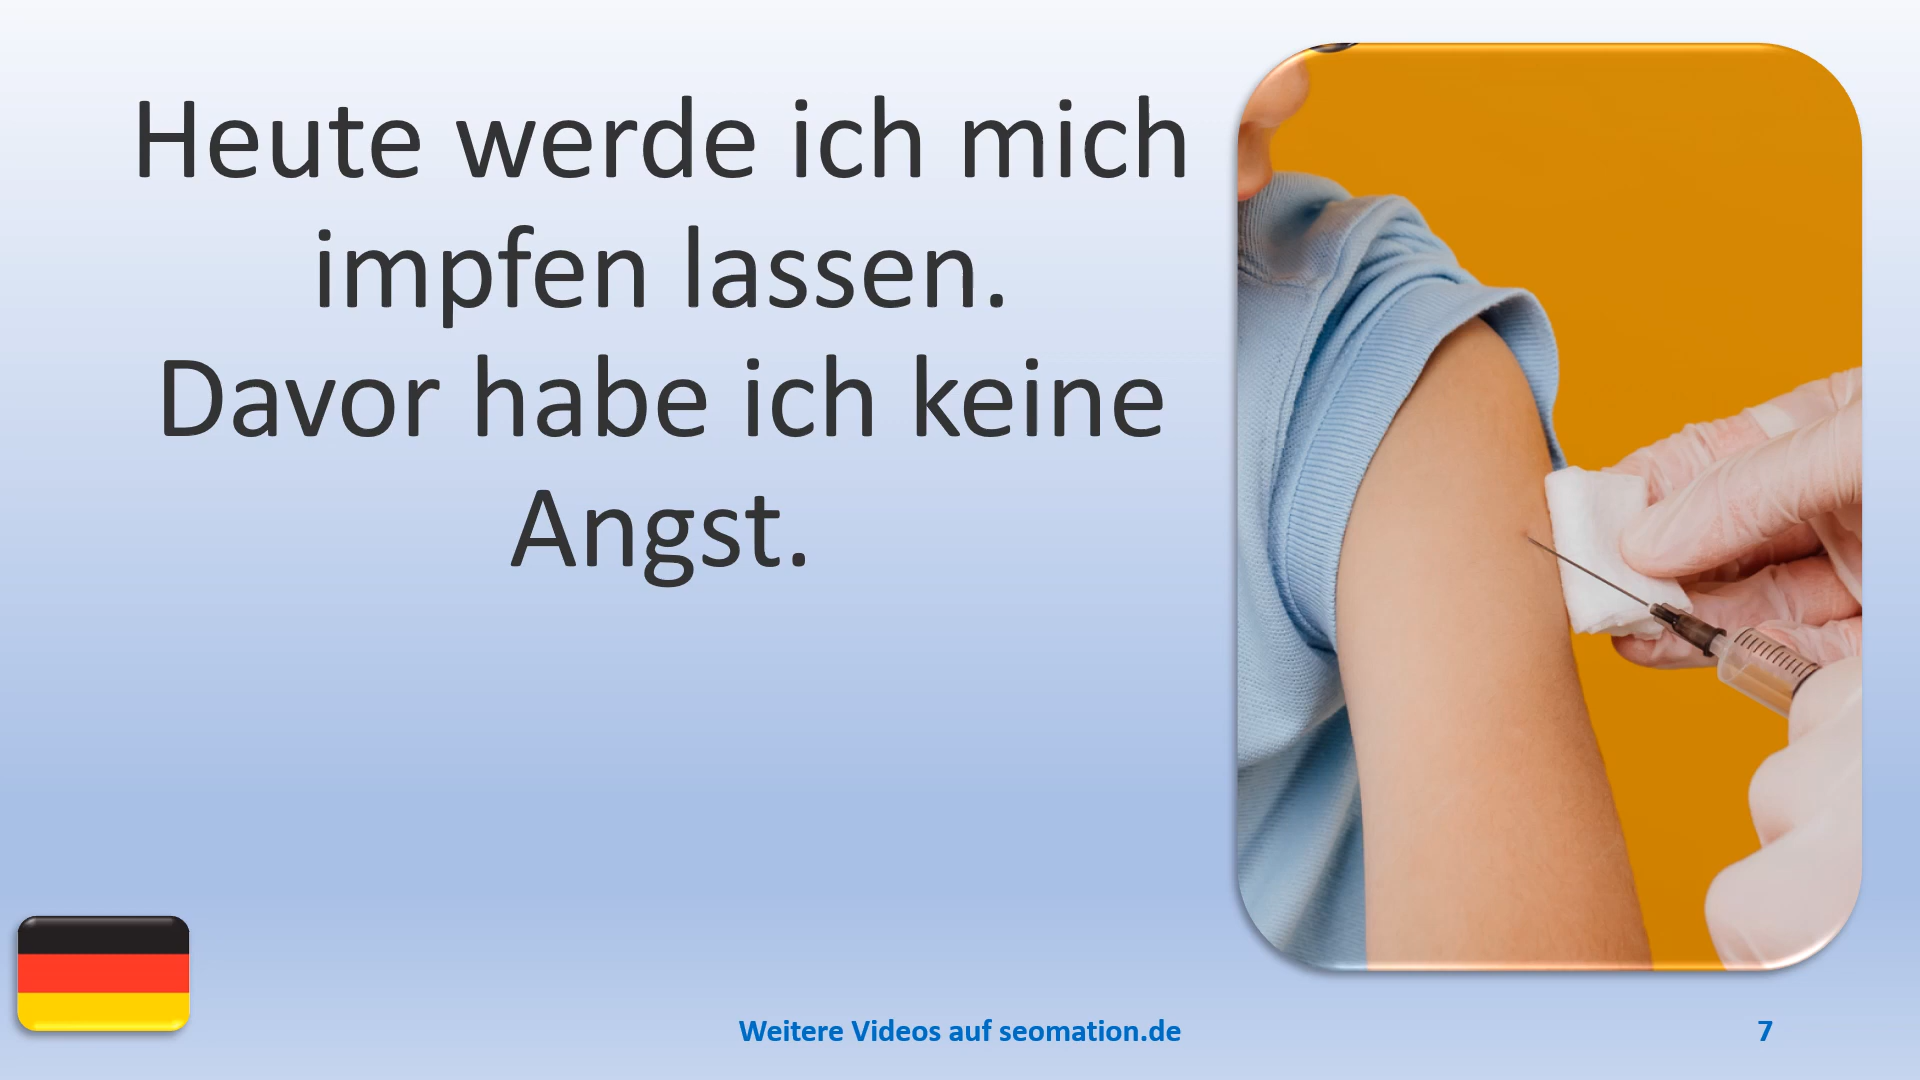 Heute werde ich mich
impfen lassen.
Davor habe ich keine
Angst.
Weitere Videos auf seomation.de
7